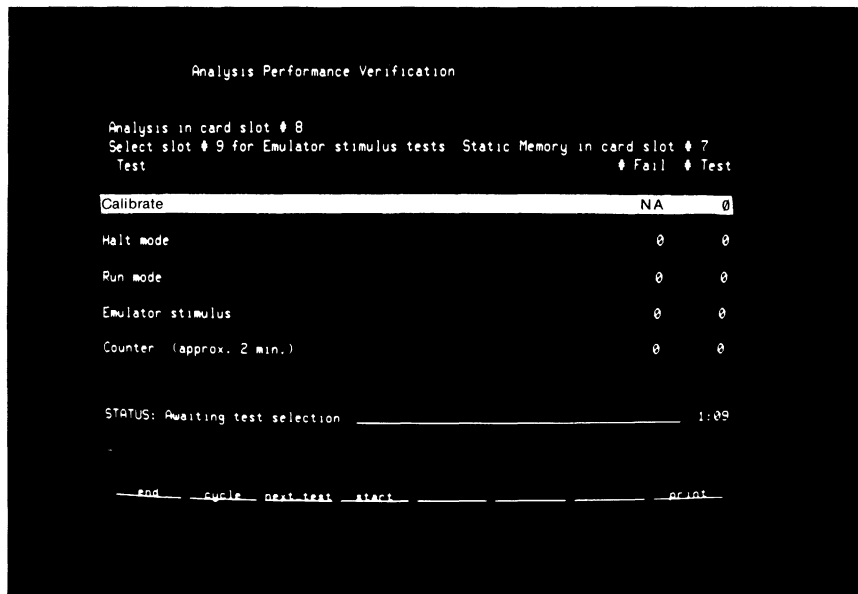 Analysis Performance Verification
Analysis in card slot # 8
Select slot # 9 for Emulator stimulus tests Static Memory in card slot # 7
Test # Fail # Test
Calibrate NA 0
Halt mode 0 0
Run mode 0 0
Emulator stimulus 0 0
Counter (approx. 2 min.) 0 0
STATUS: Awaiting test selection 1:09
end cycle next test start print